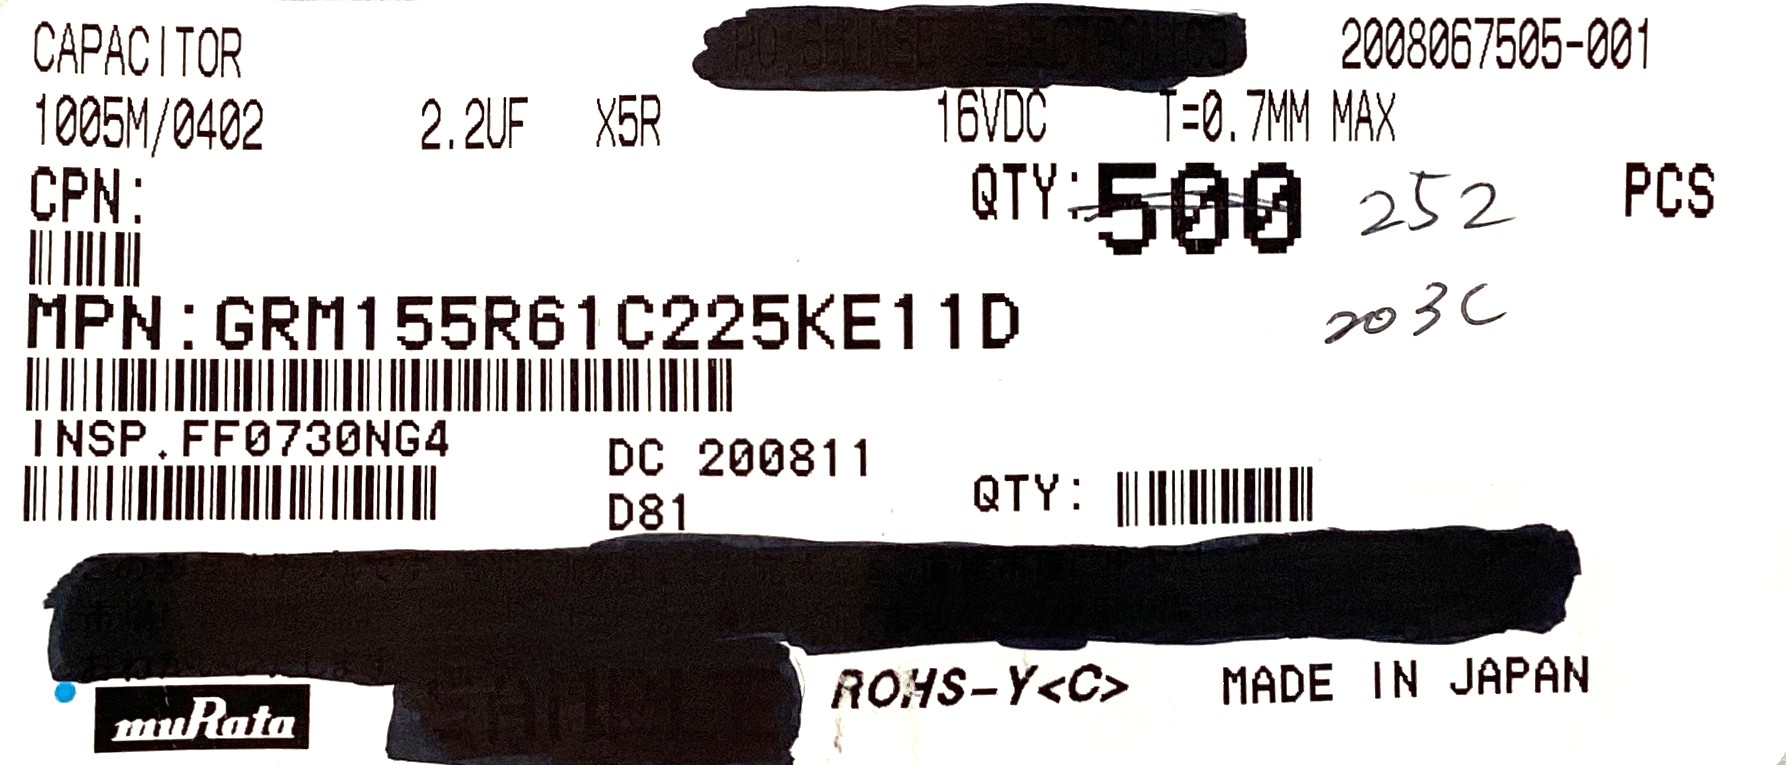 CAPACITOR 2008067505-001
1005M/0402 2.2UF X5R 16VDC T=0.7MM MAX
CPN: QTY:500 252 PCS
MPN:GRM155R61C225KE11D 203C
INSP.FF0730NG4 DC 200811
D81 QTY:
muRata ROHS-Y<C> MADE IN JAPAN